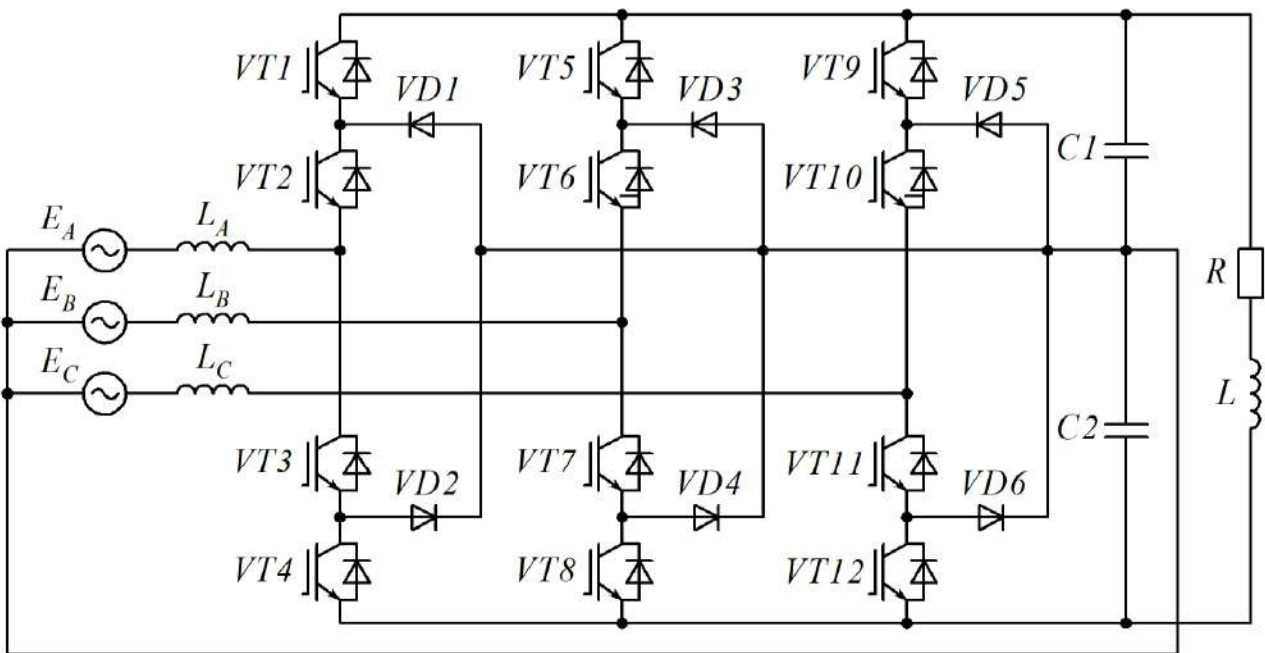 VT1 VT5 VT9
VD1 VD3 VD5
C1
VT2 VT6 VT10
E_A L_A
E_B L_B
R
E_C L_C
L
C2
VT3 VT7 VT11
VD2 VD4 VD6
VT4 VT8 VT12